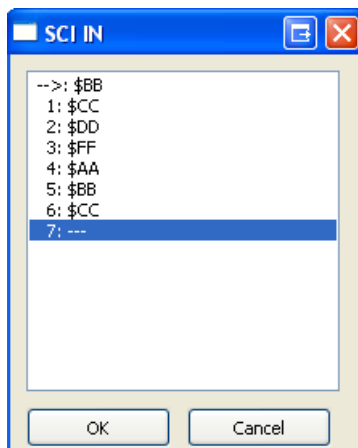 SCI IN
-->: $BB
1: $CC
2: $DD
3: $FF
4: $AA
5: $BB
6: $CC
7: ---
OK Cancel